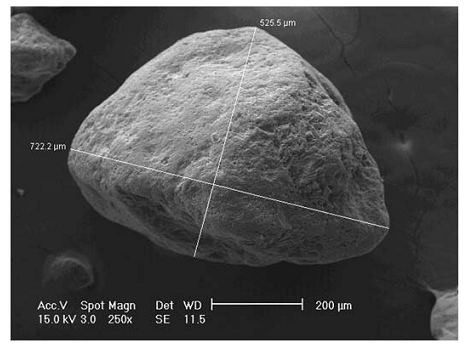 525.5 µm
722.2 µm
Acc.V Spot Magn Det WD 200 µm
15.0 kV 3.0 250x SE 11.5